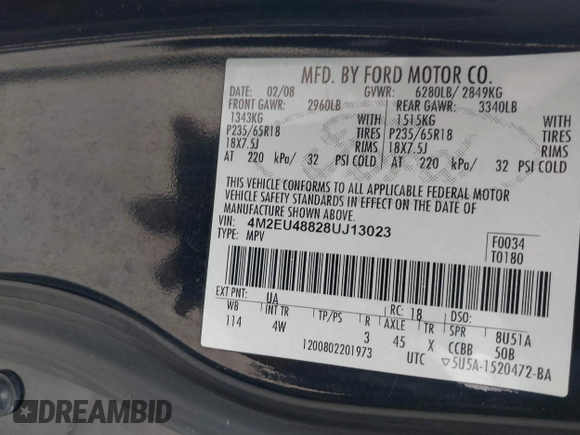 MFD. BY FORD MOTOR CO.
DATE: 02/08 GVWR: 6280LB/ 2849KG
FRONT GAWR: 2960LB REAR GAWR: 3340LB
1343KG 1515KG
P235/65R18 TIRES P235/65R18 TIRES
18X7.5J RIMS 18X7.5J RIMS
AT 220 kPa/ 32 PSI COLD AT 220 kPa/ 32 PSI COLD
THIS VEHICLE CONFORMS TO ALL APPLICABLE FEDERAL MOTOR
VEHICLE SAFETY STANDARDS IN EFFECT ON THE DATE OF
MANUFACTURE SHOWN ABOVE.
VIN: 4M2EU48828UJ13023
TYPE: MPV
F0034
T0180
EXT PNT: UA RC: 18 DSO:
WB INT TR TP/PS R AXLE TR SPR 8U51A
114 4W 3 45 X CCBB 50B
1200802201973 UTC ▽5U5A-1520472-BA
Ford
DREAMBID